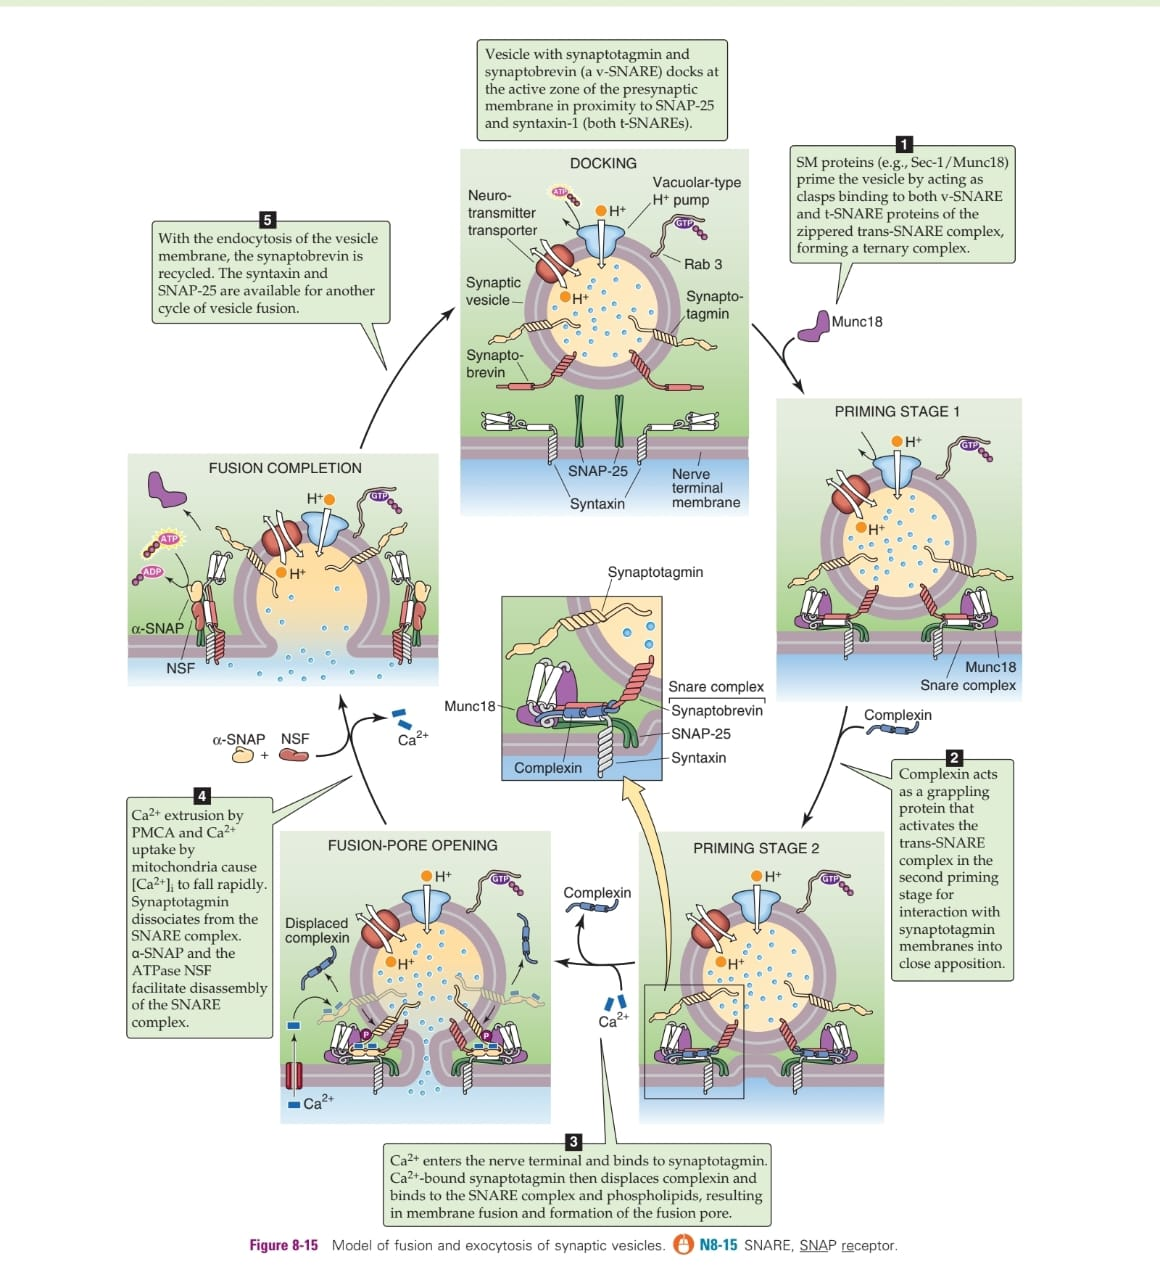 Vesicle with synaptotagmin and
synaptobrevin (a v-SNARE) docks at
the active zone of the presynaptic
membrane in proximity to SNAP-25
and syntaxin-1 (both t-SNAREs).
DOCKING
Neuro-
transmitter
transporter
ATP
H+
Vacuolar-type
H+ pump
GTP
Rab 3
Synaptic
vesicle
H+
Synapto-
tagmin
Synapto-
brevin
SNAP-25
Syntaxin
Nerve
terminal
membrane
1
SM proteins (e.g., Sec-1/Munc18)
prime the vesicle by acting as
clasps binding to both v-SNARE
and t-SNARE proteins of the
zippered trans-SNARE complex,
forming a ternary complex.
Munc18
PRIMING STAGE 1
H+
GTP
H+
Munc18
Snare complex
Complexin
2
Complexin acts
as a grappling
protein that
activates the
trans-SNARE
complex in the
second priming
stage for
interaction with
synaptotagmin
membranes into
close apposition.
Synaptotagmin
Munc18
Complexin
Snare complex
Synaptobrevin
SNAP-25
Syntaxin
PRIMING STAGE 2
H+
GTP
H+
Complexin
Ca2+
3
Ca2+ enters the nerve terminal and binds to synaptotagmin.
Ca2+-bound synaptotagmin then displaces complexin and
binds to the SNARE complex and phospholipids, resulting
in membrane fusion and formation of the fusion pore.
FUSION-PORE OPENING
H+
GTP
Displaced
complexin
H+
P
P
Ca2+
4
Ca2+ extrusion by
PMCA and Ca2+
uptake by
mitochondria cause
[Ca2+]i to fall rapidly.
Synaptotagmin
dissociates from the
SNARE complex.
α-SNAP and the
ATPase NSF
facilitate disassembly
of the SNARE
complex.
α-SNAP
+
NSF
Ca2+
FUSION COMPLETION
H+
GTP
ATP
ADP
H+
α-SNAP
NSF
5
With the endocytosis of the vesicle
membrane, the synaptobrevin is
recycled. The syntaxin and
SNAP-25 are available for another
cycle of vesicle fusion.
Figure 8-15 Model of fusion and exocytosis of synaptic vesicles. N8-15 SNARE, SNAP receptor.